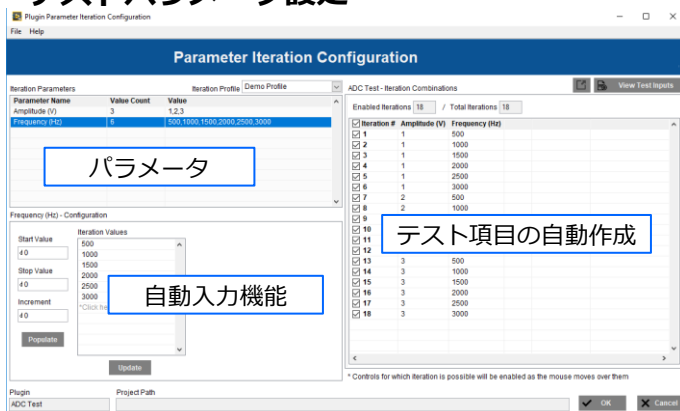 Plugin Parameter Iteration Configuration
File Help
Parameter Iteration Configuration
Iteration Parameters
Iteration Profile Demo Profile
Parameter Name Value Count Value
Amplitude (V) 3 1,2,3
Frequency (Hz) 6 500,1000,1500,2000,2500,3000
パラメータ
Frequency (Hz) - Configuration
Start Value
40
Stop Value
40
Increment
40
Populate
Iteration Values
500
1000
1500
2000
2500
3000
*Click he
自動入力機能
Update
ADC Test - Iteration Combinations
View Test Inputs
Enabled Iterations 18 / Total Iterations 18
Iteration # Amplitude (V) Frequency (Hz)
1 1 500
2 1 1000
3 1 1500
4 1 2000
5 1 2500
6 1 3000
7 2 500
8 2 1000
9
10
11
12
テスト項目の自動作成
13 3 500
14 3 1000
15 3 1500
16 3 2000
17 3 2500
18 3 3000
* Controls for which iteration is possible will be enabled as the mouse moves over them
Plugin
ADC Test
Project Path
OK Cancel